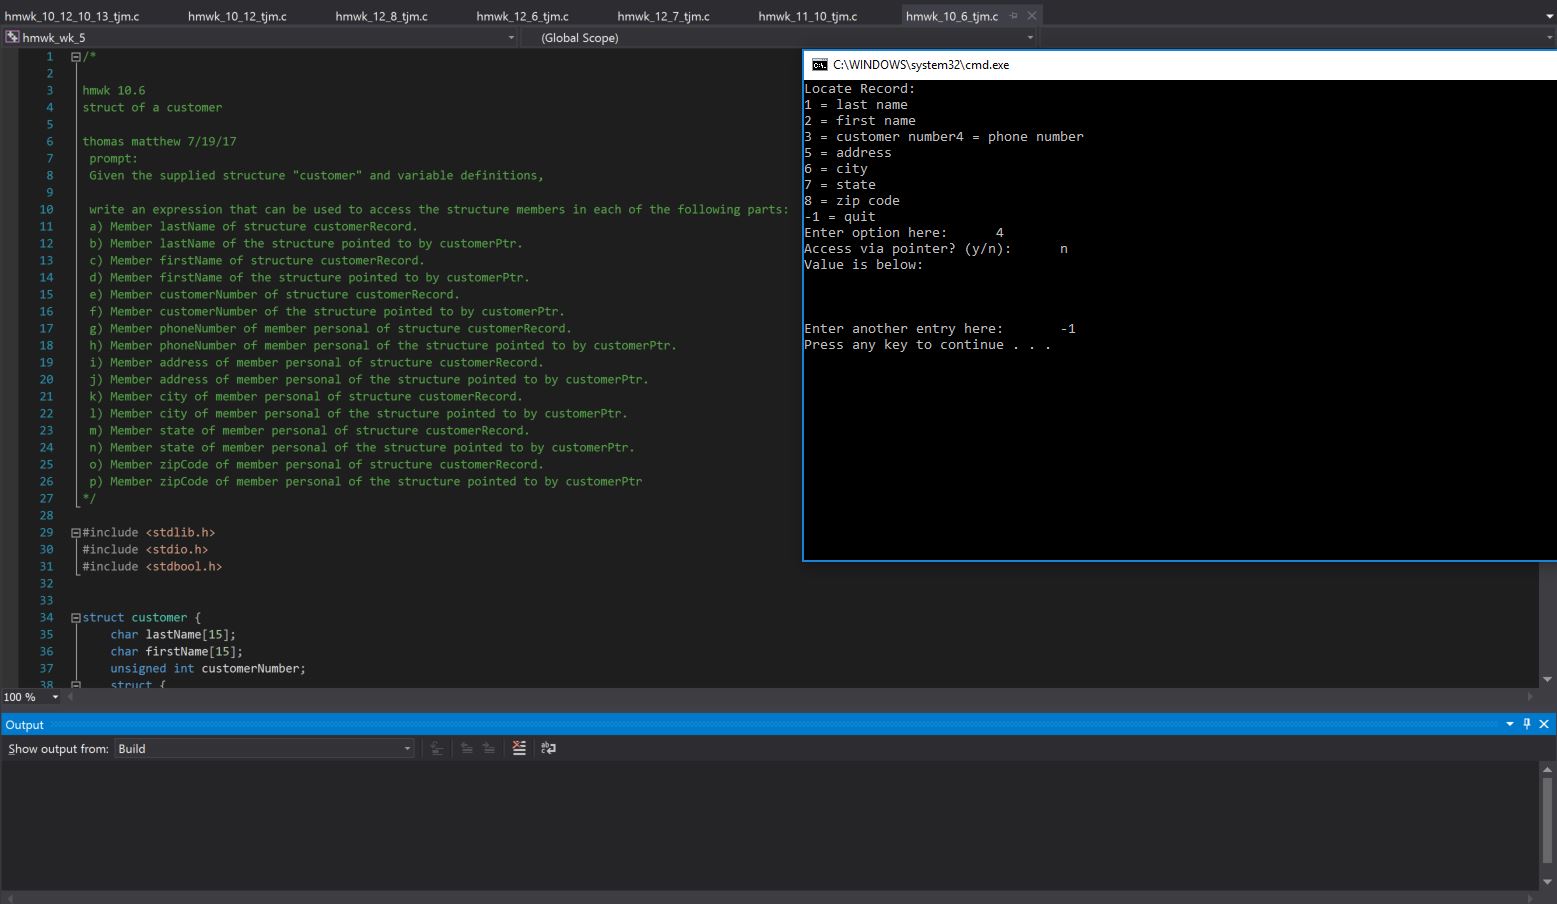 hmwk_10_12_10_13_tjm.c hmwk_10_12_tjm.c hmwk_12_8_tjm.c hmwk_12_6_tjm.c hmwk_12_7_tjm.c hmwk_11_10_tjm.c hmwk_10_6_tjm.c
hmwk_wk_5 (Global Scope)
1 /*
2
3 hmwk 10.6
4 struct of a customer
5
6 thomas matthew 7/19/17
7 prompt:
8 Given the supplied structure "customer" and variable definitions,
9
10 write an expression that can be used to access the structure members in each of the following parts:
11 a) Member lastName of structure customerRecord.
12 b) Member lastName of the structure pointed to by customerPtr.
13 c) Member firstName of structure customerRecord.
14 d) Member firstName of the structure pointed to by customerPtr.
15 e) Member customerNumber of structure customerRecord.
16 f) Member customerNumber of the structure pointed to by customerPtr.
17 g) Member phoneNumber of member personal of structure customerRecord.
18 h) Member phoneNumber of member personal of the structure pointed to by customerPtr.
19 i) Member address of member personal of structure customerRecord.
20 j) Member address of member personal of the structure pointed to by customerPtr.
21 k) Member city of member personal of structure customerRecord.
22 l) Member city of member personal of the structure pointed to by customerPtr.
23 m) Member state of member personal of structure customerRecord.
24 n) Member state of member personal of the structure pointed to by customerPtr.
25 o) Member zipCode of member personal of structure customerRecord.
26 p) Member zipCode of member personal of the structure pointed to by customerPtr
27 */
28
29 #include <stdlib.h>
30 #include <stdio.h>
31 #include <stdbool.h>
32
33
34 struct customer {
35 char lastName[15];
36 char firstName[15];
37 unsigned int customerNumber;
38 struct {
C:\WINDOWS\system32\cmd.exe
Locate Record:
1 = last name
2 = first name
3 = customer number4 = phone number
5 = address
6 = city
7 = state
8 = zip code
-1 = quit
Enter option here: 4
Access via pointer? (y/n): n
Value is below:
Enter another entry here: -1
Press any key to continue . . .
100 %
Output
Show output from: Build